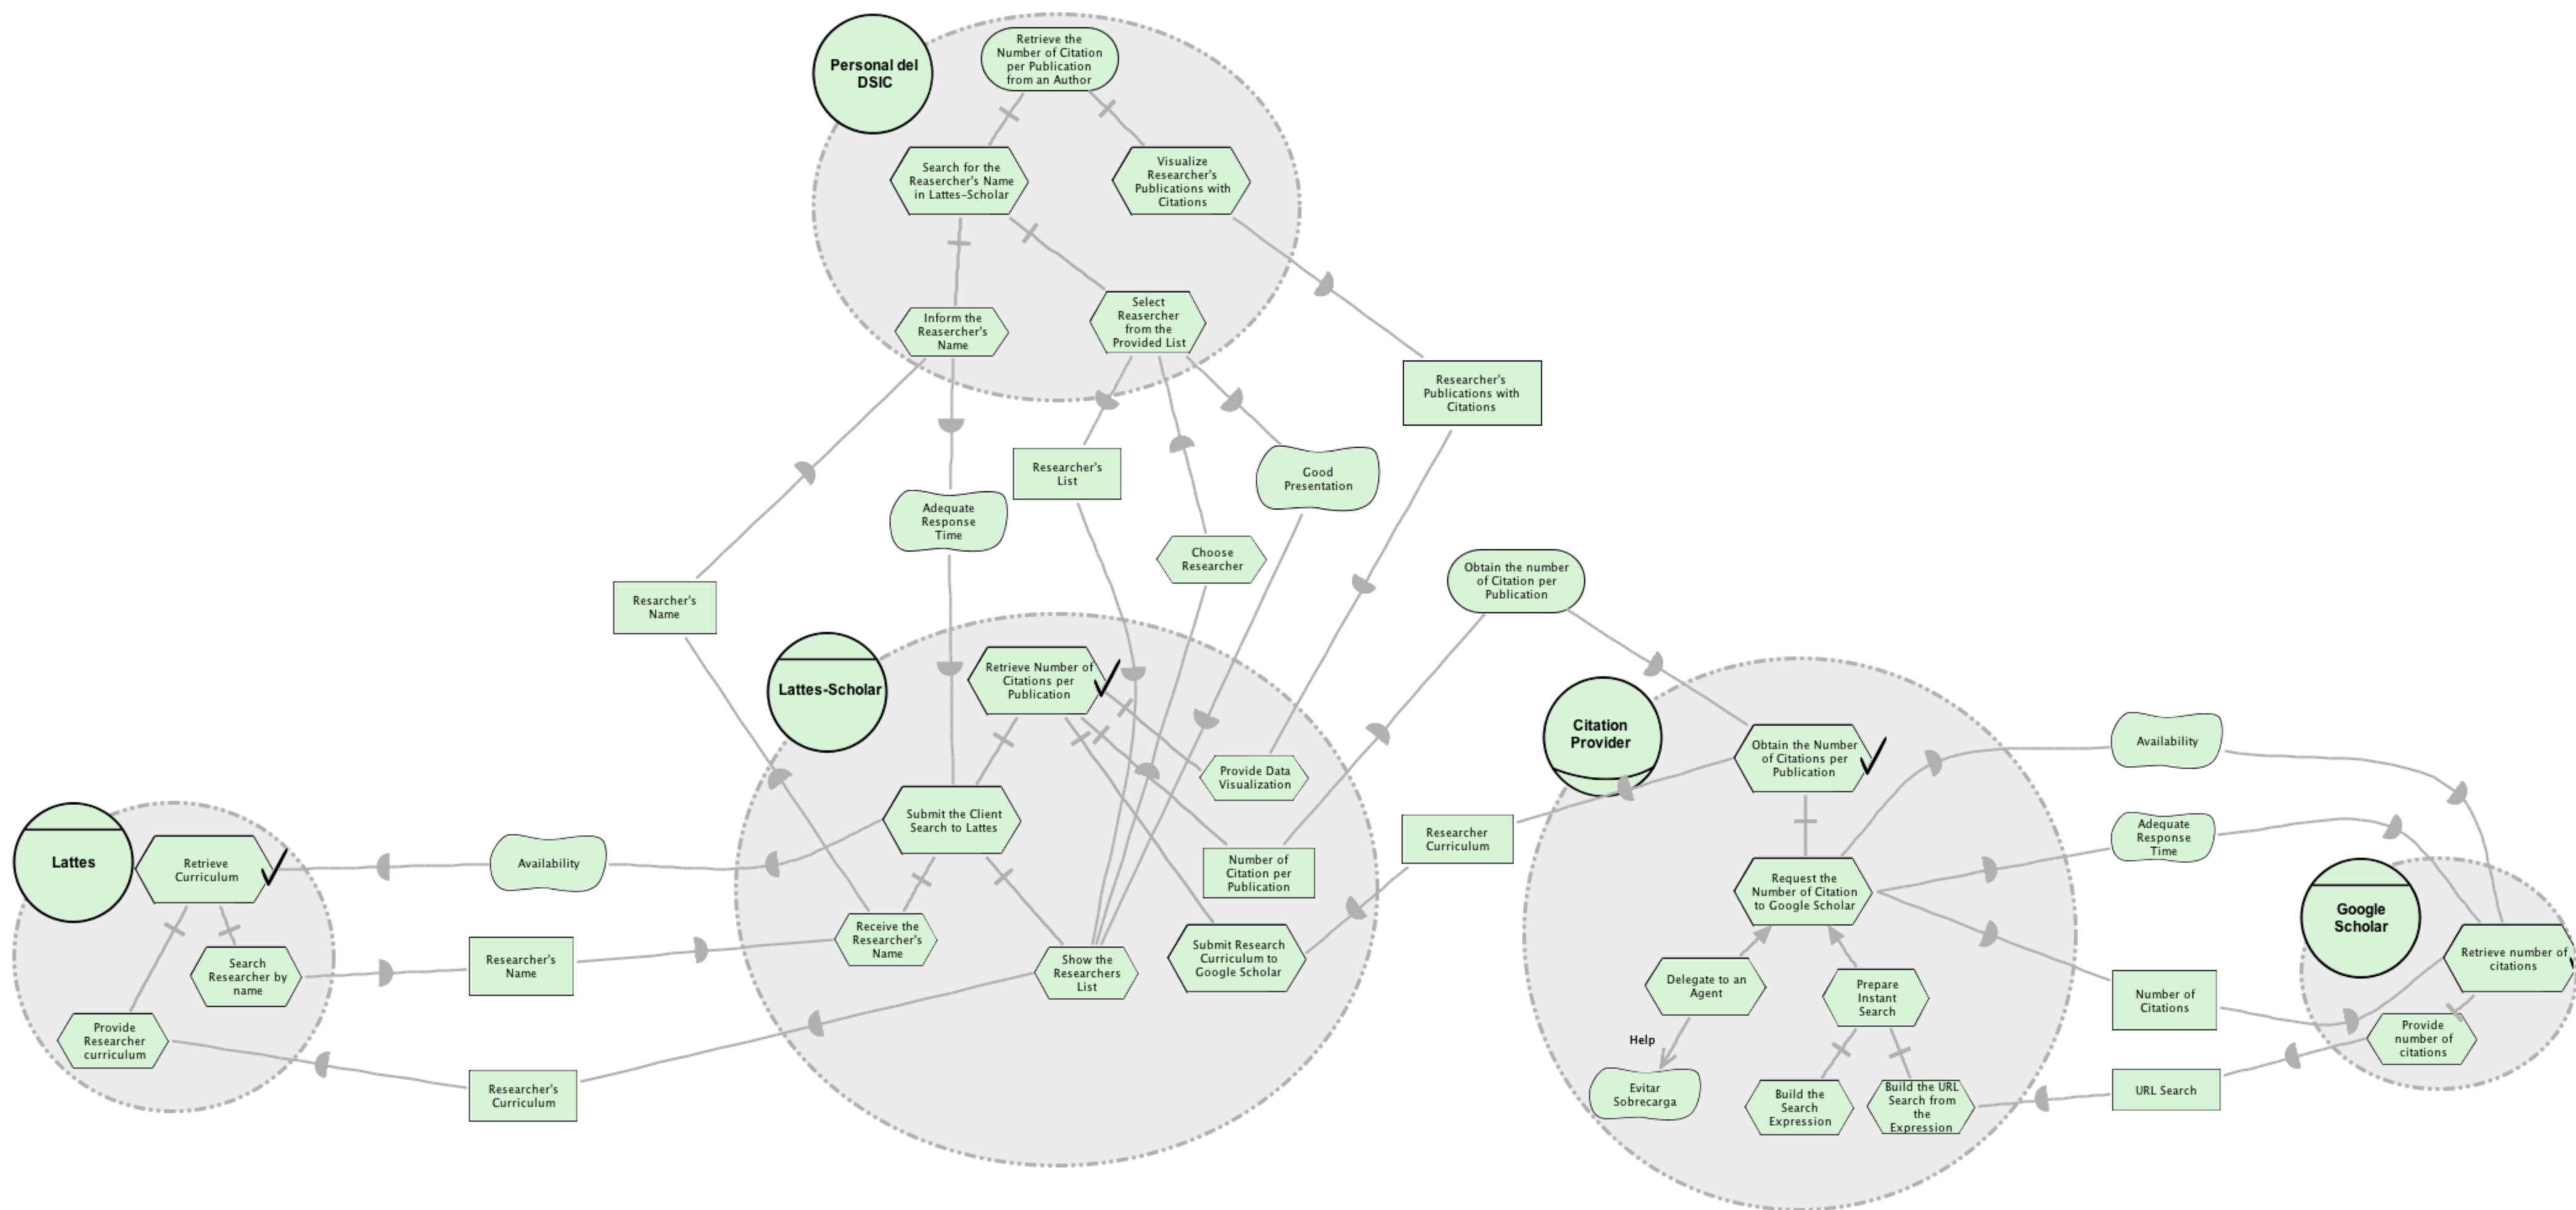 Personal del
DSIC
Retrieve the
Number of Citation
per Publication
from an Author
Search for the
Reasercher's Name
in Lattes-Scholar
Visualize
Researcher's
Publications with
Citations
Inform the
Reasercher's
Name
Select
Reasercher
from the
Provided List
Researcher's
Publications with
Citations
Researcher's
List
Good
Presentation
Adequate
Response
Time
Choose
Researcher
Resarcher's
Name
Obtain the number
of Citation per
Publication
Lattes-Scholar
Retrieve Number of
Citations per
Publication
Provide Data
Visualization
Submit the Client
Search to Lattes
Number of
Citation per
Publication
Receive the
Researcher's
Name
Show the
Researchers
List
Submit Research
Curriculum to
Google Scholar
Lattes
Retrieve
Curriculum
Search
Researcher by
name
Provide
Researcher
curriculum
Availability
Researcher's
Name
Researcher's
Curriculum
Researcher
Curriculum
Citation
Provider
Obtain the Number
of Citations per
Publication
Request the
Number of Citation
to Google Scholar
Delegate to an
Agent
Prepare
Instant
Search
Help
Evitar
Sobrecarga
Build the
Search
Expression
Build the URL
Search from
the
Expression
Availability
Adequate
Response
Time
Number of
Citations
URL Search
Google
Scholar
Retrieve number of
citations
Provide
number of
citations